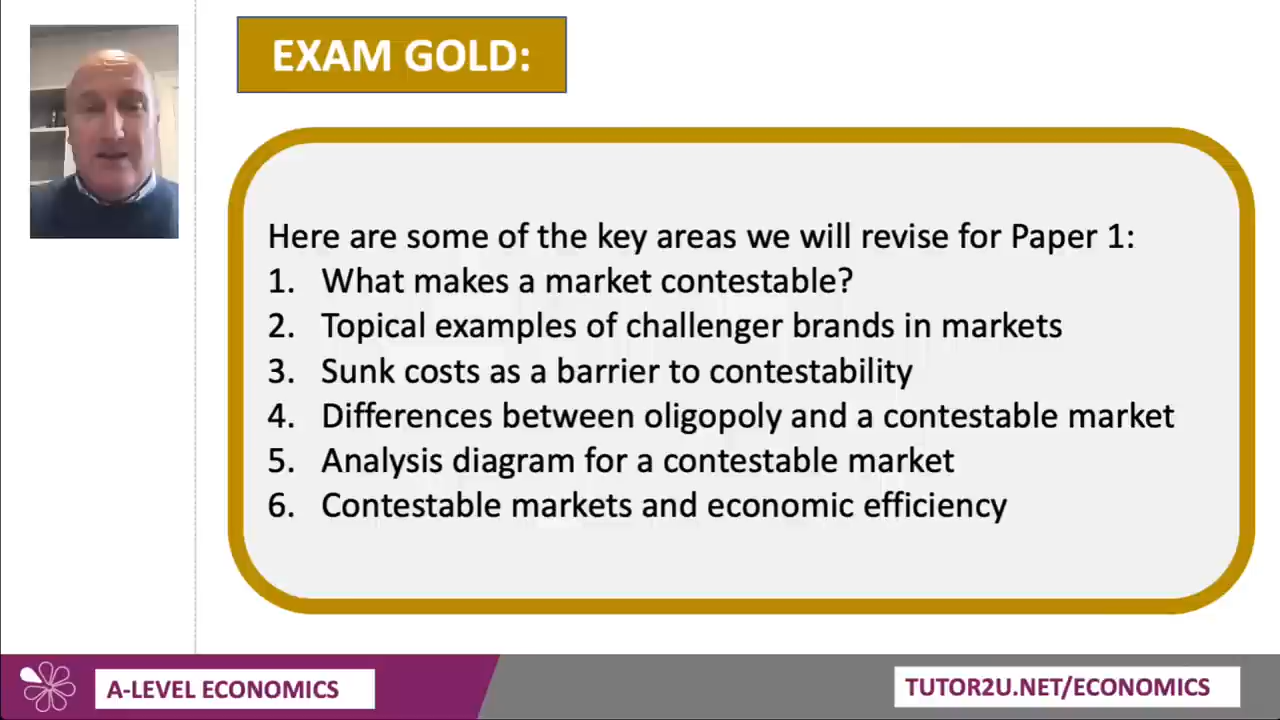 EXAM GOLD:
Here are some of the key areas we will revise for Paper 1:
1. What makes a market contestable?
2. Topical examples of challenger brands in markets
3. Sunk costs as a barrier to contestability
4. Differences between oligopoly and a contestable market
5. Analysis diagram for a contestable market
6. Contestable markets and economic efficiency
A-LEVEL ECONOMICS
TUTOR2U.NET/ECONOMICS